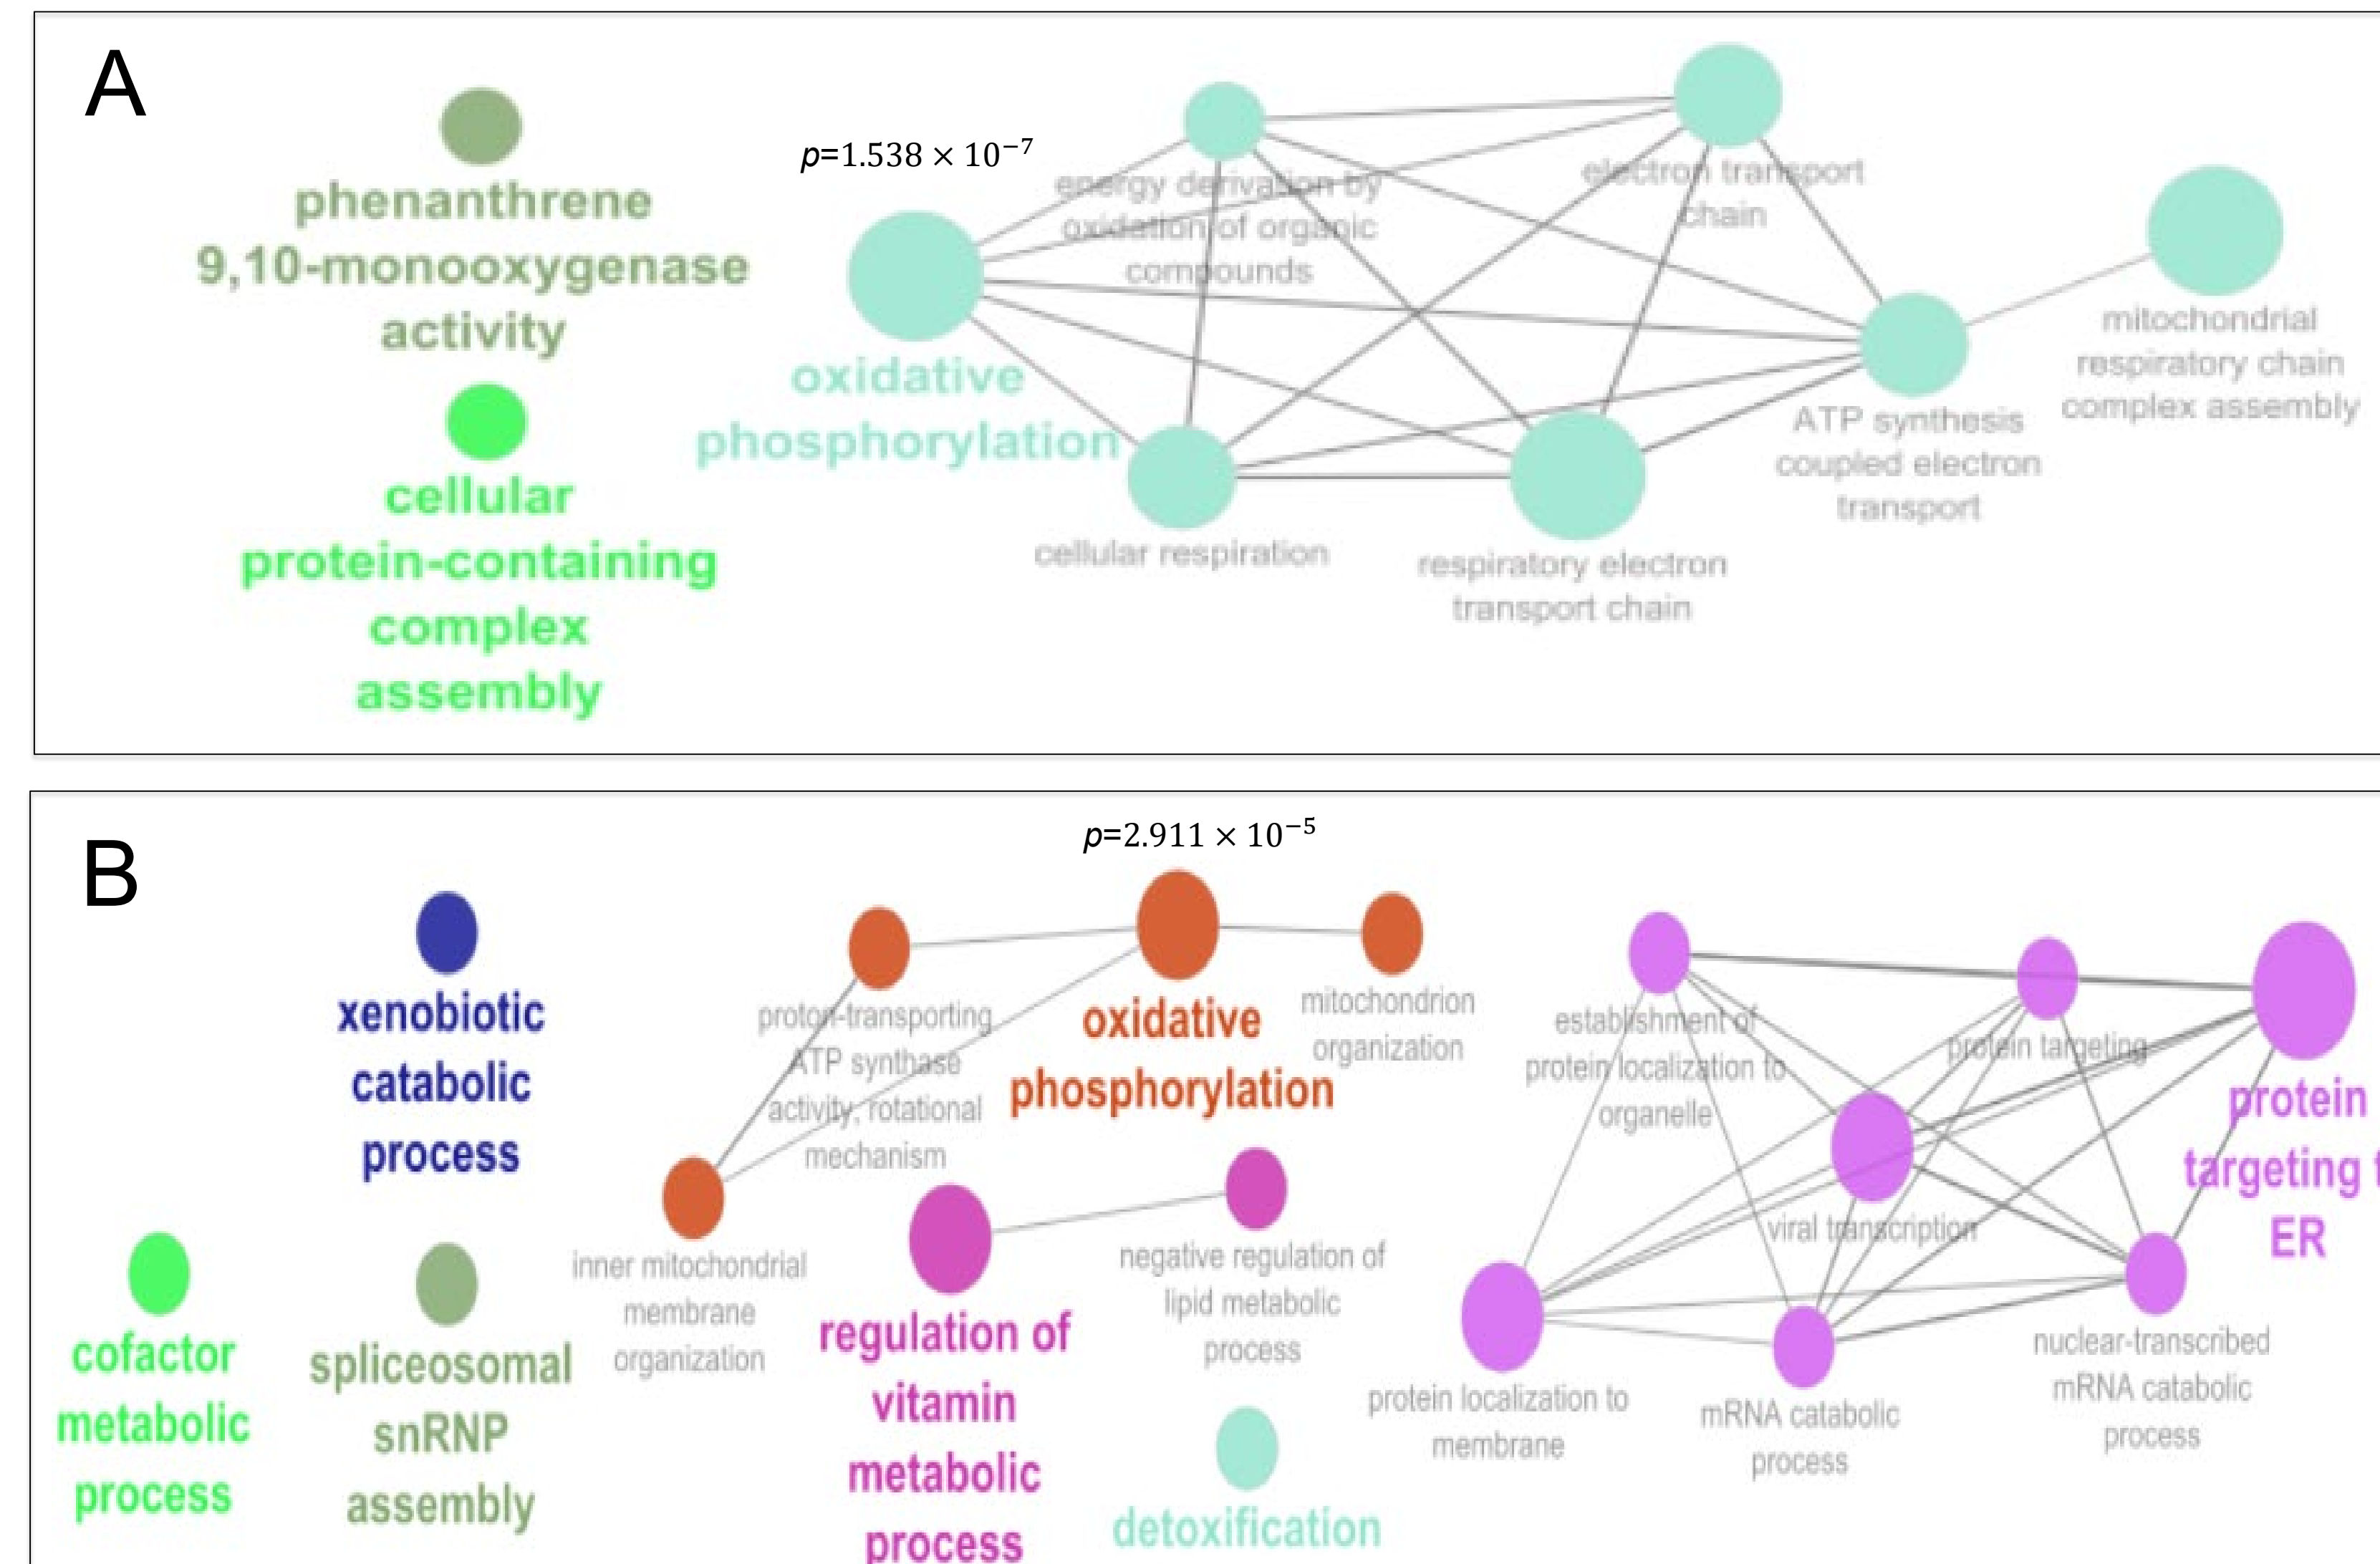 A
phenanthrene
9,10-monooxygenase
activity
cellular
protein-containing
complex
assembly
p=1.538 × 10⁻⁷
oxidative
phosphorylation
energy derivation by
oxidation of organic
compounds
electron transport
chain
mitochondrial
respiratory chain
complex assembly
ATP synthesis
coupled electron
transport
cellular respiration
respiratory electron
transport chain
B
p=2.911 × 10⁻⁵
xenobiotic
catabolic
process
cofactor
metabolic
process
spliceosomal
snRNP
assembly
proton-transporting
ATP synthase
activity, rotational
mechanism
oxidative
phosphorylation
mitochondrion
organization
inner mitochondrial
membrane
organization
regulation of
vitamin
metabolic
process
negative regulation of
lipid metabolic
process
detoxification
establishment of
protein localization to
organelle
protein targeting
protein
targeting
ER
viral transcription
protein localization to
membrane
mRNA catabolic
process
nuclear-transcribed
mRNA catabolic
process